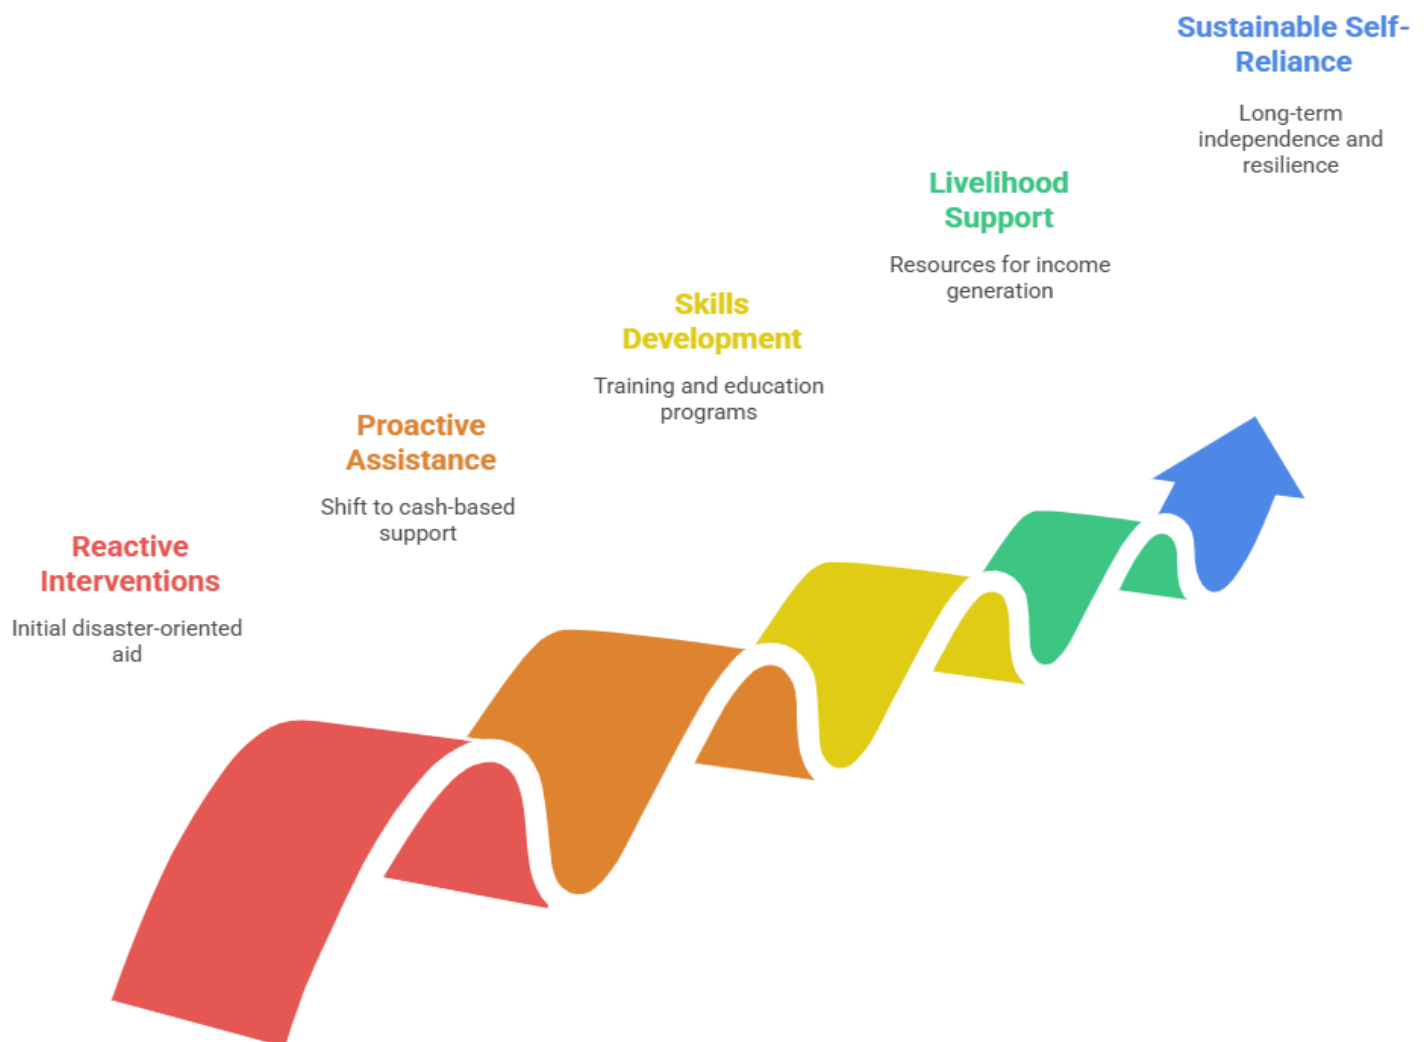 Sustainable Self-
Reliance
Long-term
independence and
resilience
Livelihood
Support
Resources for income
generation
Skills
Development
Training and education
programs
Proactive
Assistance
Shift to cash-based
support
Reactive
Interventions
Initial disaster-oriented
aid